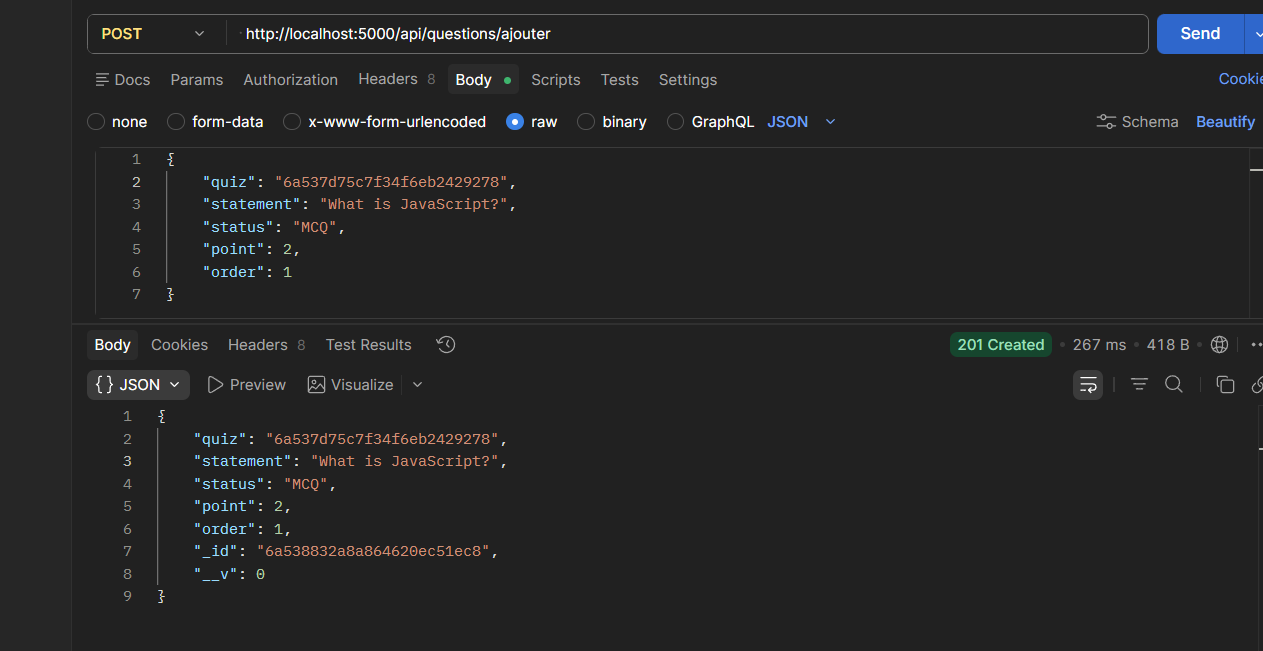 POST http://localhost:5000/api/questions/ajouter Send
Docs Params Authorization Headers 8 Body Scripts Tests Settings
none form-data x-www-form-urlencoded raw binary GraphQL JSON Schema Beautify
1 {
2 "quiz": "6a537d75c7f34f6eb2429278",
3 "statement": "What is JavaScript?",
4 "status": "MCQ",
5 "point": 2,
6 "order": 1
7 }
Body Cookies Headers 8 Test Results 201 Created • 267 ms • 418 B •
{} JSON Preview Visualize
1 {
2 "quiz": "6a537d75c7f34f6eb2429278",
3 "statement": "What is JavaScript?",
4 "status": "MCQ",
5 "point": 2,
6 "order": 1,
7 "_id": "6a538832a8a864620ec51ec8",
8 "__v": 0
9 }